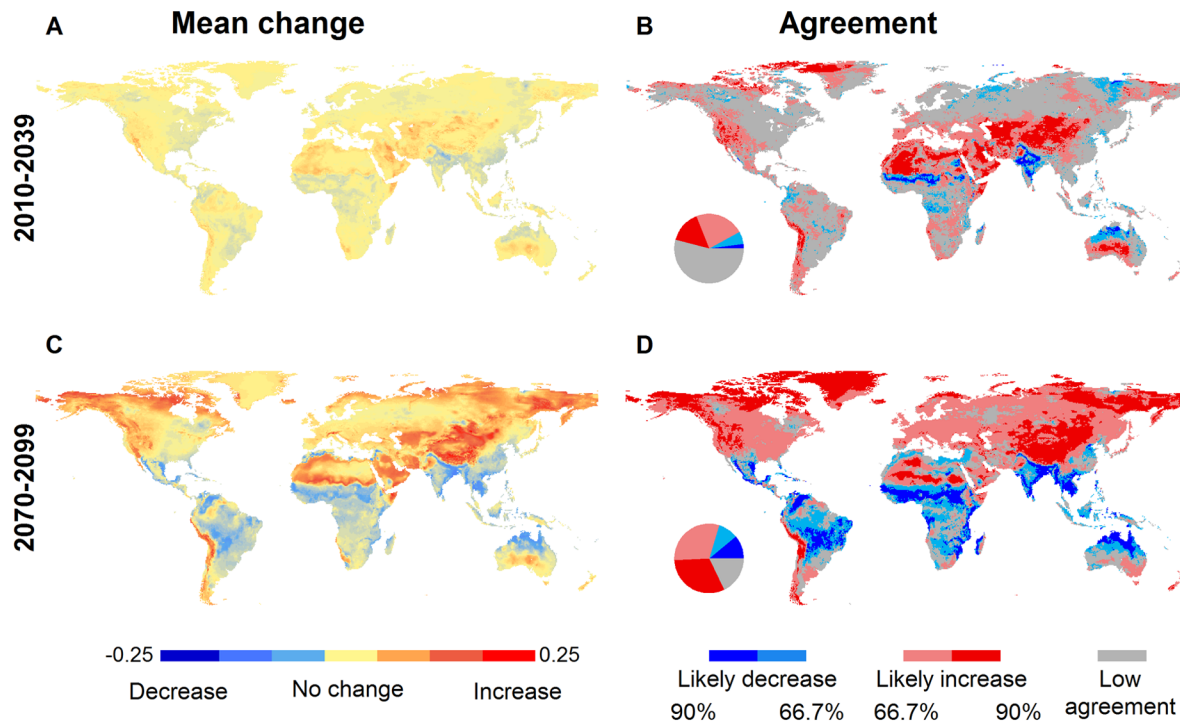 A Mean change
B Agreement
2010-2039
C
D
2070-2099
-0.25 0.25
Decrease No change Increase
Likely decrease Likely increase Low
agreement
90% 66.7% 66.7% 90%